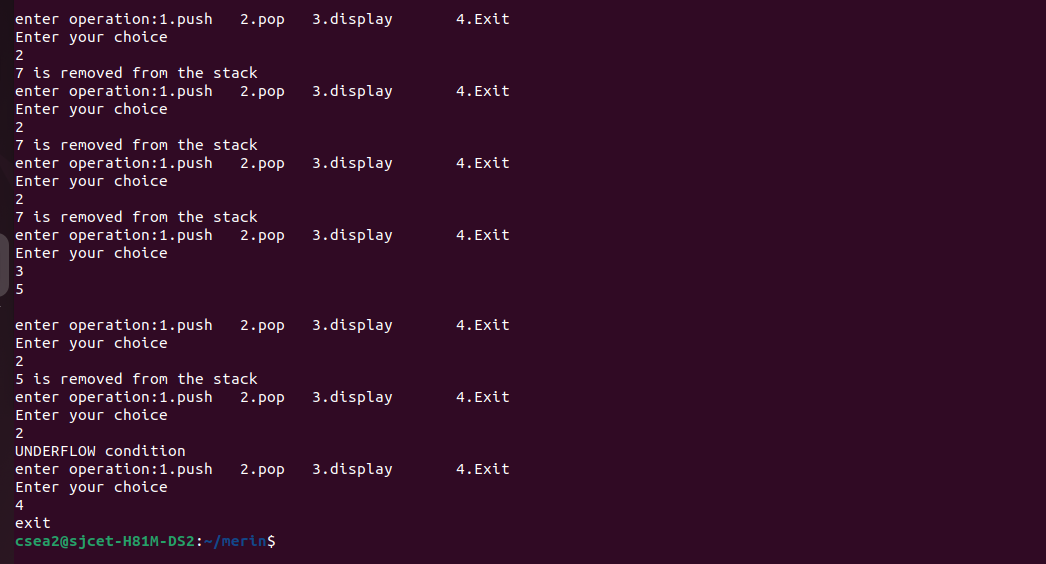 enter operation:1.push   2.pop   3.display       4.Exit
Enter your choice
2
7 is removed from the stack
enter operation:1.push   2.pop   3.display       4.Exit
Enter your choice
2
7 is removed from the stack
enter operation:1.push   2.pop   3.display       4.Exit
Enter your choice
2
7 is removed from the stack
enter operation:1.push   2.pop   3.display       4.Exit
Enter your choice
3
5

enter operation:1.push   2.pop   3.display       4.Exit
Enter your choice
2
5 is removed from the stack
enter operation:1.push   2.pop   3.display       4.Exit
Enter your choice
2
UNDERFLOW condition
enter operation:1.push   2.pop   3.display       4.Exit
Enter your choice
4
exit
csea2@sjcet-H81M-DS2:~/merin$